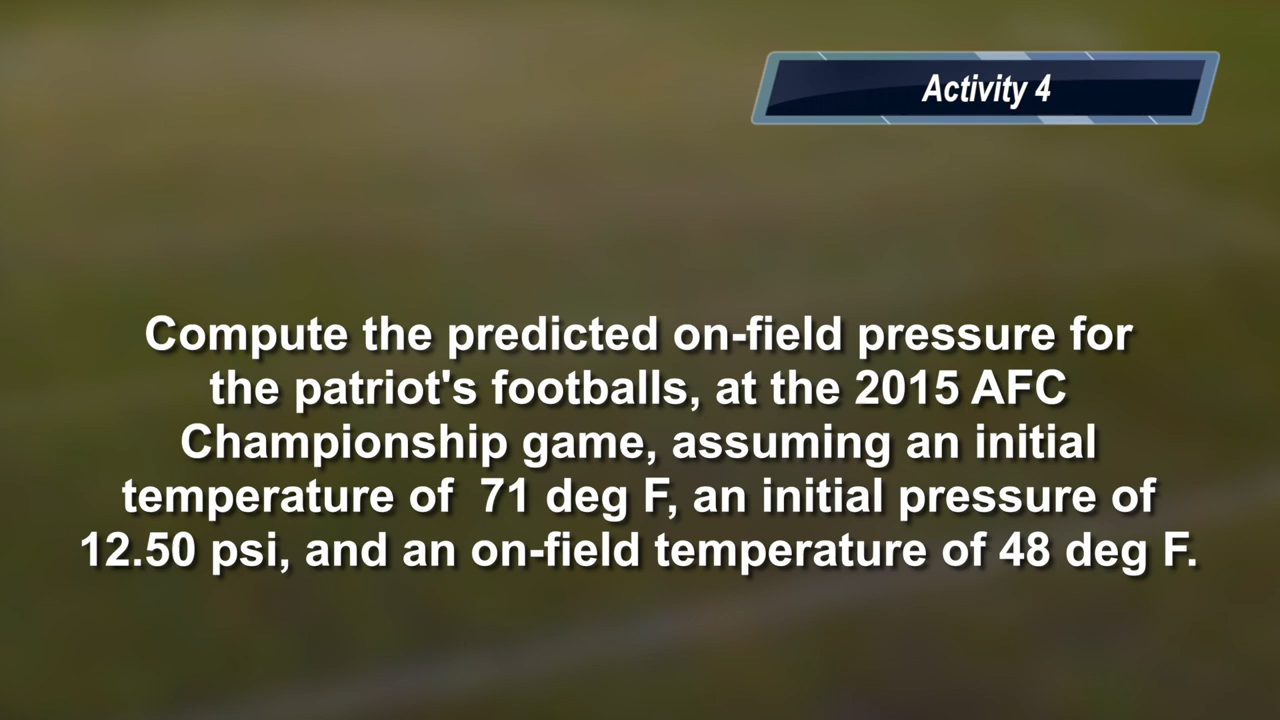 Activity 4
Compute the predicted on-field pressure for
the patriot's footballs, at the 2015 AFC
Championship game, assuming an initial
temperature of  71 deg F, an initial pressure of
12.50 psi, and an on-field temperature of 48 deg F.